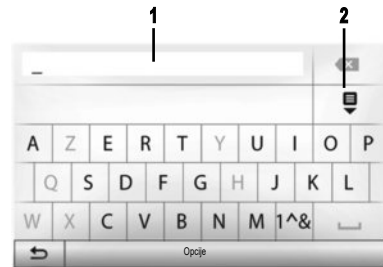 1 2
_
A Z E R T Y U I O P
Q S D F G H J K L
W X C V B N M 1^&
Opcije